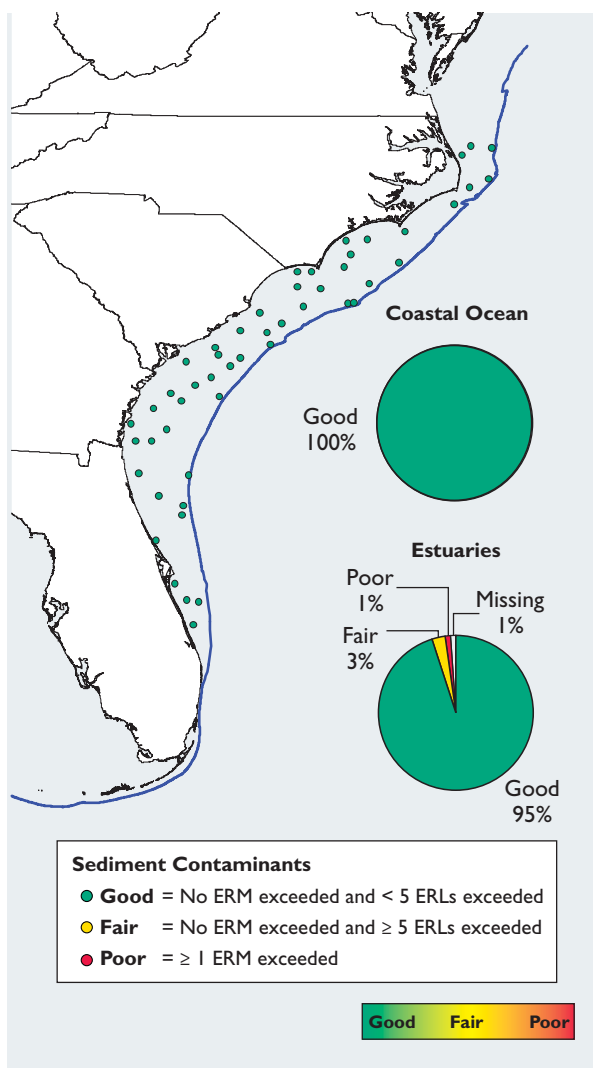 Coastal Ocean
Good
100%
Estuaries
Poor
1%
Missing
1%
Fair
3%
Good
95%
Sediment Contaminants
Good = No ERM exceeded and < 5 ERLs exceeded
Fair = No ERM exceeded and ≥ 5 ERLs exceeded
Poor = ≥ 1 ERM exceeded
Good Fair Poor